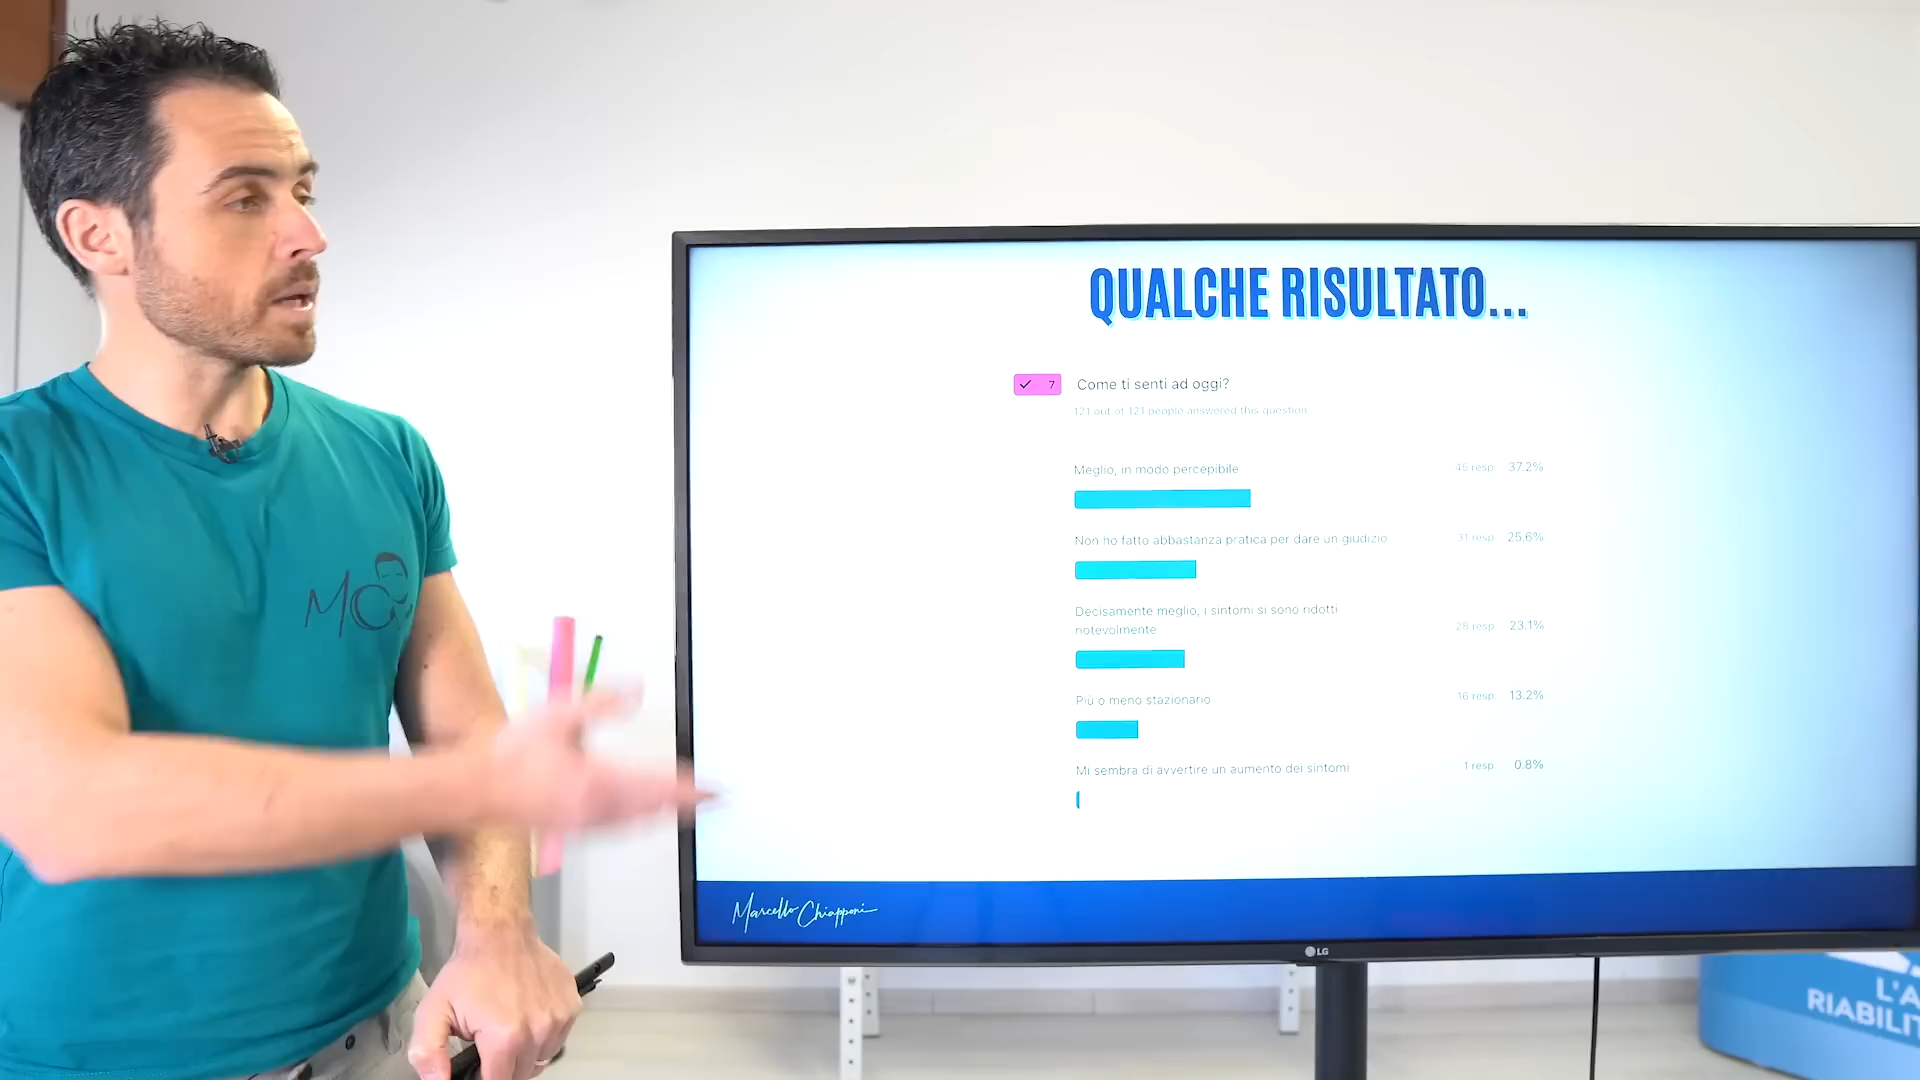 QUALCHE RISULTATO...
7 Come ti senti ad oggi?
121 out of 121 people answered this question
Meglio, in modo percepibile 45 resp. 37.2%
Non ho fatto abbastanza pratica per dare un giudizio 31 resp. 25.6%
Decisamente meglio, i sintomi si sono ridotti
notevolmente 28 resp. 23.1%
Più o meno stazionario 16 resp. 13.2%
Mi sembra di avvertire un aumento dei sintomi 1 resp. 0.8%
Marcello Chiapponi
LG
MC
L'A
RIABILIT